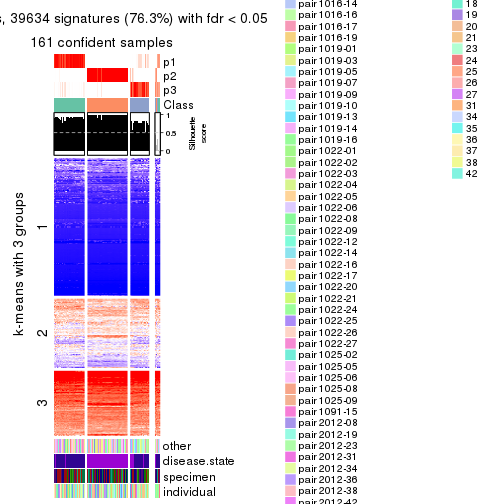 s, 39634 signatures (76.3%) with fdr < 0.05
161 confident samples
p1
p2
p3
Class
1
0.5
0
Silhouette
score
k-means with 3 groups
1
2
3
other
disease.state
specimen
individual
pair1016-14
pair1016-16
pair1016-17
pair1016-19
pair1019-01
pair1019-03
pair1019-05
pair1019-07
pair1019-09
pair1019-10
pair1019-13
pair1019-14
pair1019-16
pair1022-01
pair1022-02
pair1022-03
pair1022-04
pair1022-05
pair1022-06
pair1022-08
pair1022-09
pair1022-12
pair1022-14
pair1022-16
pair1022-17
pair1022-20
pair1022-21
pair1022-24
pair1022-25
pair1022-26
pair1022-27
pair1025-02
pair1025-05
pair1025-06
pair1025-08
pair1025-09
pair1091-15
pair2012-08
pair2012-19
pair2012-23
pair2012-31
pair2012-34
pair2012-36
pair2012-38
pair2012-42
18
19
20
21
23
24
25
26
27
31
34
35
36
37
38
42